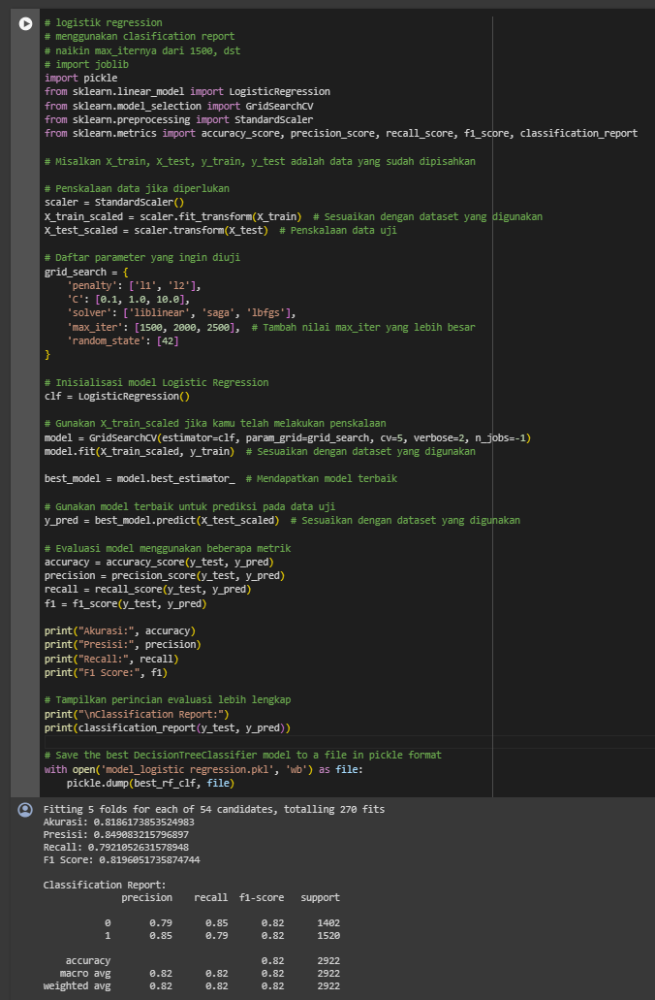 # logistik regression
# menggunakan clasification report
# naikin max_iternya dari 1500, dst
# import joblib
import pickle
from sklearn.linear_model import LogisticRegression
from sklearn.model_selection import GridSearchCV
from sklearn.preprocessing import StandardScaler
from sklearn.metrics import accuracy_score, precision_score, recall_score, f1_score, classification_report

# Misalkan X_train, X_test, y_train, y_test adalah data yang sudah dipisahkan

# Penskalaan data jika diperlukan
scaler = StandardScaler()
X_train_scaled = scaler.fit_transform(X_train)  # Sesuaikan dengan dataset yang digunakan
X_test_scaled = scaler.transform(X_test)  # Penskalaan data uji

# Daftar parameter yang ingin diuji
grid_search = {
    'penalty': ['l1', 'l2'],
    'C': [0.1, 1.0, 10.0],
    'solver': ['liblinear', 'saga', 'lbfgs'],
    'max_iter': [1500, 2000, 2500],  # Tambah nilai max_iter yang lebih besar
    'random_state': [42]
}

# Inisialisasi model Logistic Regression
clf = LogisticRegression()

# Gunakan X_train_scaled jika kamu telah melakukan penskalaan
model = GridSearchCV(estimator=clf, param_grid=grid_search, cv=5, verbose=2, n_jobs=-1)
model.fit(X_train_scaled, y_train)  # Sesuaikan dengan dataset yang digunakan

best_model = model.best_estimator_  # Mendapatkan model terbaik

# Gunakan model terbaik untuk prediksi pada data uji
y_pred = best_model.predict(X_test_scaled)  # Sesuaikan dengan dataset yang digunakan

# Evaluasi model menggunakan beberapa metrik
accuracy = accuracy_score(y_test, y_pred)
precision = precision_score(y_test, y_pred)
recall = recall_score(y_test, y_pred)
f1 = f1_score(y_test, y_pred)

print("Akurasi:", accuracy)
print("Presisi:", precision)
print("Recall:", recall)
print("F1 Score:", f1)

# Tampilkan perincian evaluasi lebih lengkap
print("\nClassification Report:")
print(classification_report(y_test, y_pred))

# Save the best DecisionTreeClassifier model to a file in pickle format
with open('model_logistic regression.pkl', 'wb') as file:
    pickle.dump(best_rf_clf, file)
Fitting 5 folds for each of 54 candidates, totalling 270 fits
Akurasi: 0.8186173853524983
Presisi: 0.849083215796897
Recall: 0.7921052631578948
F1 Score: 0.8196051735874744

Classification Report:
              precision    recall  f1-score   support

           0       0.79      0.85      0.82      1402
           1       0.85      0.79      0.82      1520

    accuracy                           0.82      2922
   macro avg       0.82      0.82      0.82      2922
weighted avg       0.82      0.82      0.82      2922